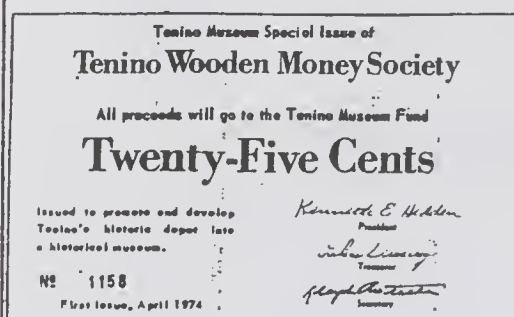 Tenino Museum Special Issue of
Tenino Wooden Money Society
All proceeds will go to the Tenino Museum Fund
Twenty-Five Cents
Issued to promote and develop
Tenino's historic depot into
a historical museum.
Nº 1158
First Issue, April 1974
Kenneth E Hedden
President
Treasurer
Secretary